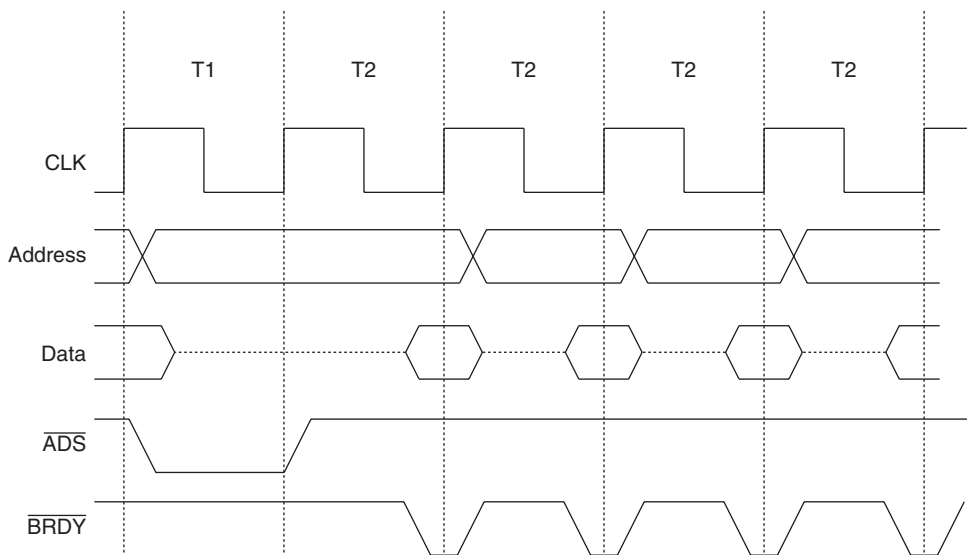 T1 T2 T2 T2 T2
CLK
Address
Data
ADS
BRDY